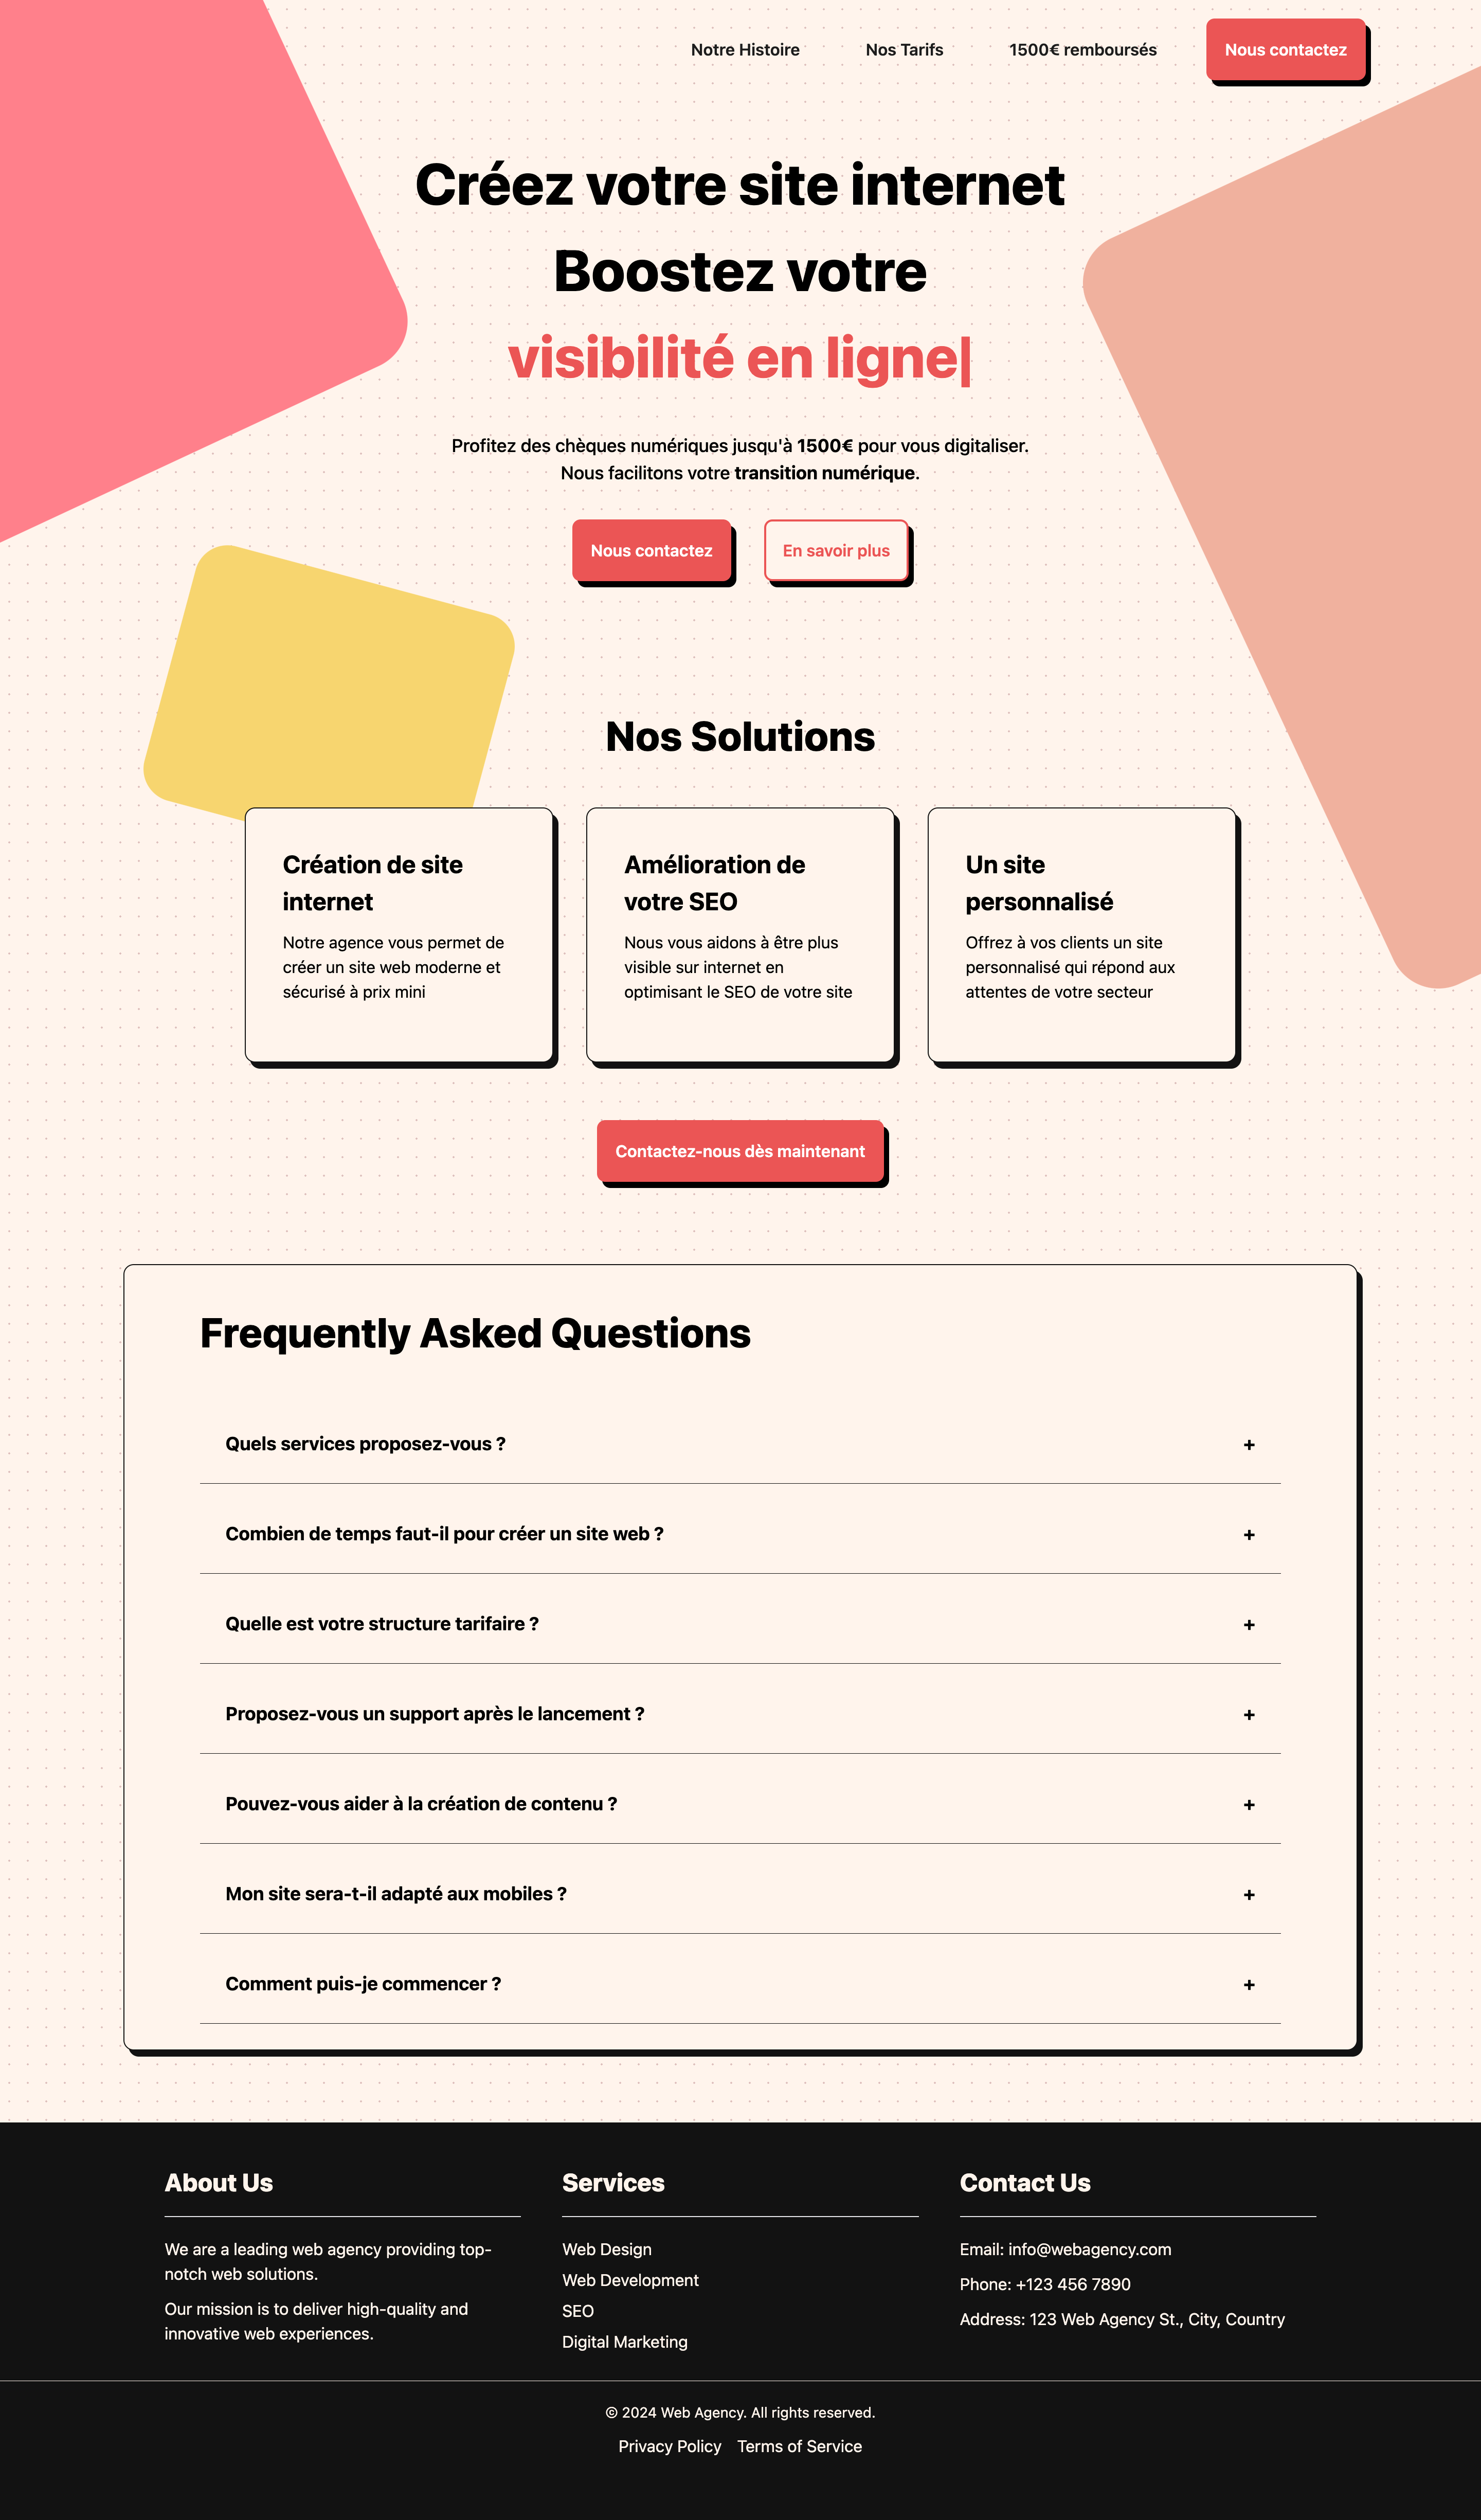 Notre Histoire
Nos Tarifs
1500€ remboursés
Nous contactez
Créez votre site internet
Boostez votre
visibilité en ligne|
Profitez des chèques numériques jusqu'à 1500€ pour vous digitaliser.
Nous facilitons votre transition numérique.
Nous contactez
En savoir plus
Nos Solutions
Création de site
internet
Notre agence vous permet de
créer un site web moderne et
sécurisé à prix mini
Amélioration de
votre SEO
Nous vous aidons à être plus
visible sur internet en
optimisant le SEO de votre site
Un site
personnalisé
Offrez à vos clients un site
personnalisé qui répond aux
attentes de votre secteur
Contactez-nous dès maintenant
Frequently Asked Questions
Quels services proposez-vous ? +
Combien de temps faut-il pour créer un site web ? +
Quelle est votre structure tarifaire ? +
Proposez-vous un support après le lancement ? +
Pouvez-vous aider à la création de contenu ? +
Mon site sera-t-il adapté aux mobiles ? +
Comment puis-je commencer ? +
About Us
We are a leading web agency providing top-
notch web solutions.
Our mission is to deliver high-quality and
innovative web experiences.
Services
Web Design
Web Development
SEO
Digital Marketing
Contact Us
Email: info@webagency.com
Phone: +123 456 7890
Address: 123 Web Agency St., City, Country
© 2024 Web Agency. All rights reserved.
Privacy Policy Terms of Service